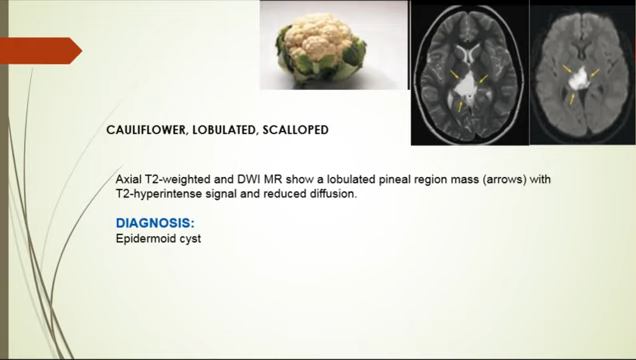 CAULIFLOWER, LOBULATED, SCALLOPED
Axial T2-weighted and DWI MR show a lobulated pineal region mass (arrows) with
T2-hyperintense signal and reduced diffusion.
DIAGNOSIS:
Epidermoid cyst